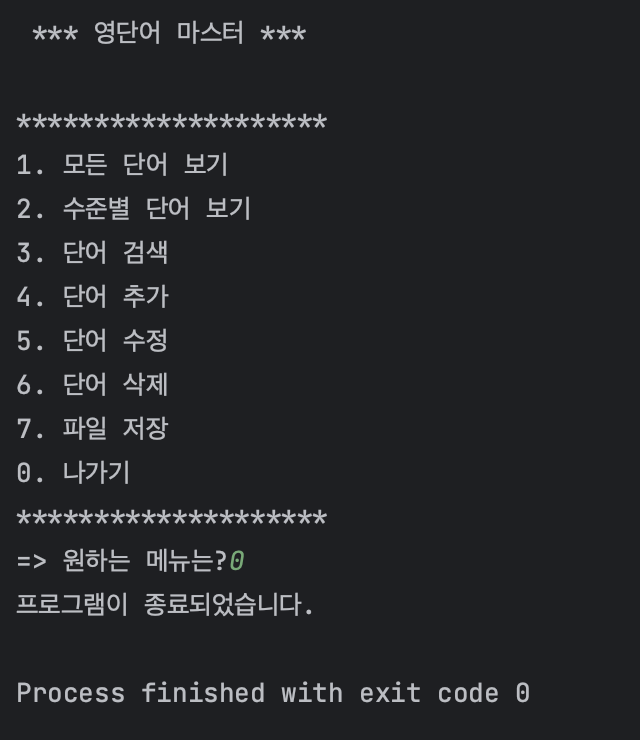 *** 영단어 마스터 ***
********************
1. 모든 단어 보기
2. 수준별 단어 보기
3. 단어 검색
4. 단어 추가
5. 단어 수정
6. 단어 삭제
7. 파일 저장
0. 나가기
********************
=> 원하는 메뉴는?0
프로그램이 종료되었습니다.
Process finished with exit code 0